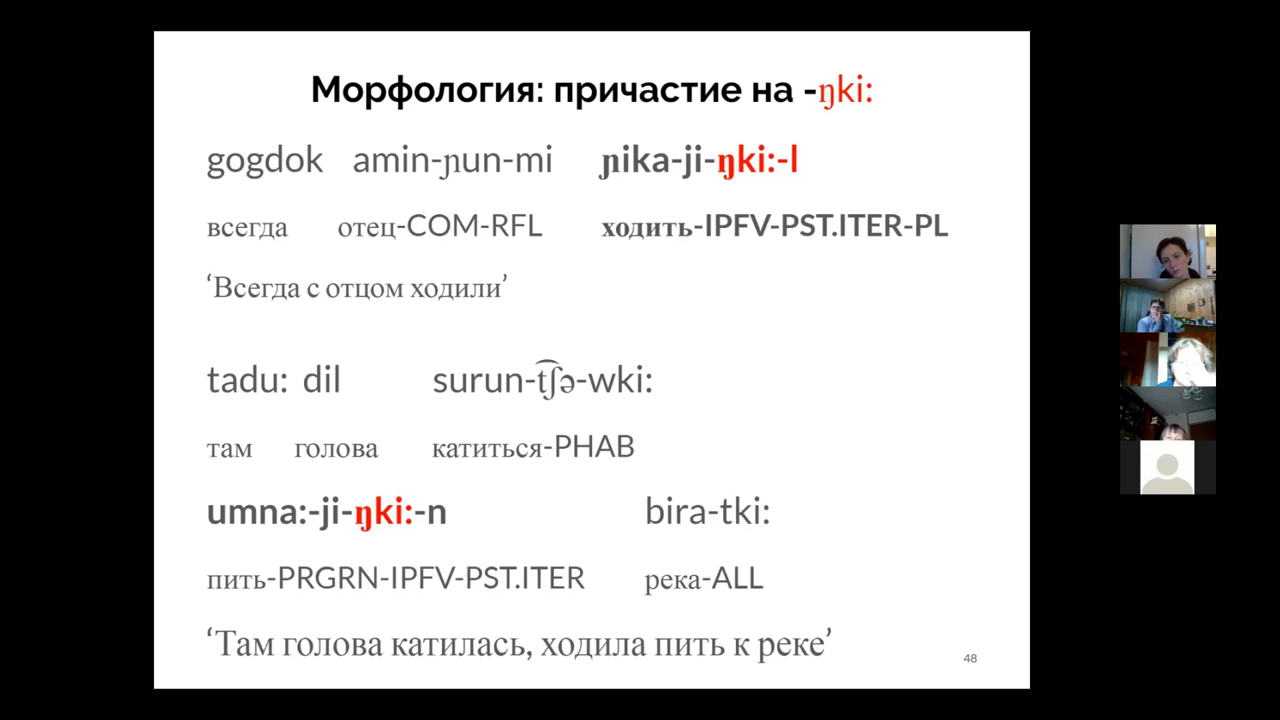 Морфология: причастие на -ŋki:
gogdok amin-ɲun-mi ɲika-ji-ŋki:-l
всегда отец-COM-RFL ходить-IPFV-PST.ITER-PL
‘Всегда с отцом ходили’
tadu: dil surun-t͡ʃə-wki:
там голова катиться-PHAB
umna:-ji-ŋki:-n bira-tki:
пить-PRGRN-IPFV-PST.ITER река-ALL
‘Там голова катилась, ходила пить к реке’
48